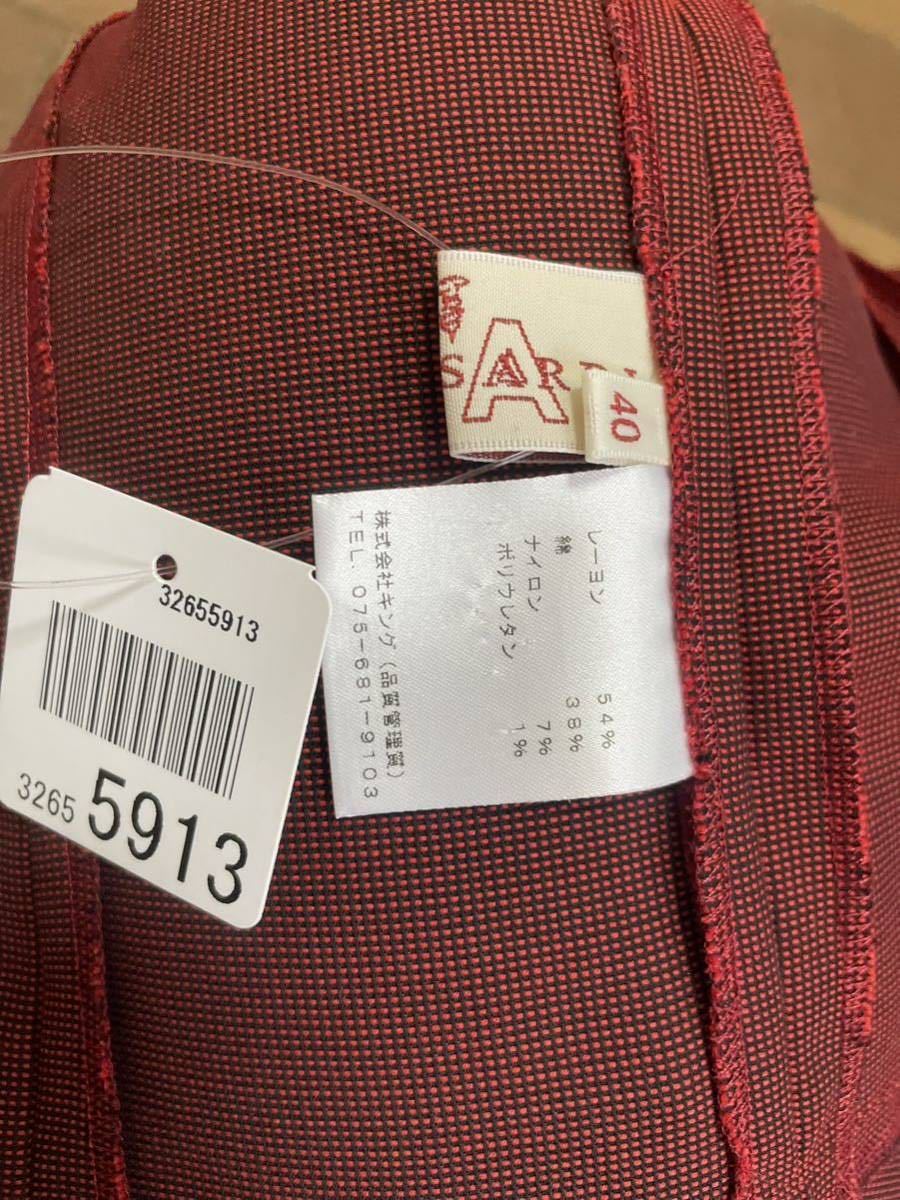 A
SARD
40
レーヨン 54%
綿 38%
ナイロン 7%
ポリウレタン 1%
株式会社キング(品質管理質)
TEL. 075-681-9103
32655913
3265 5913